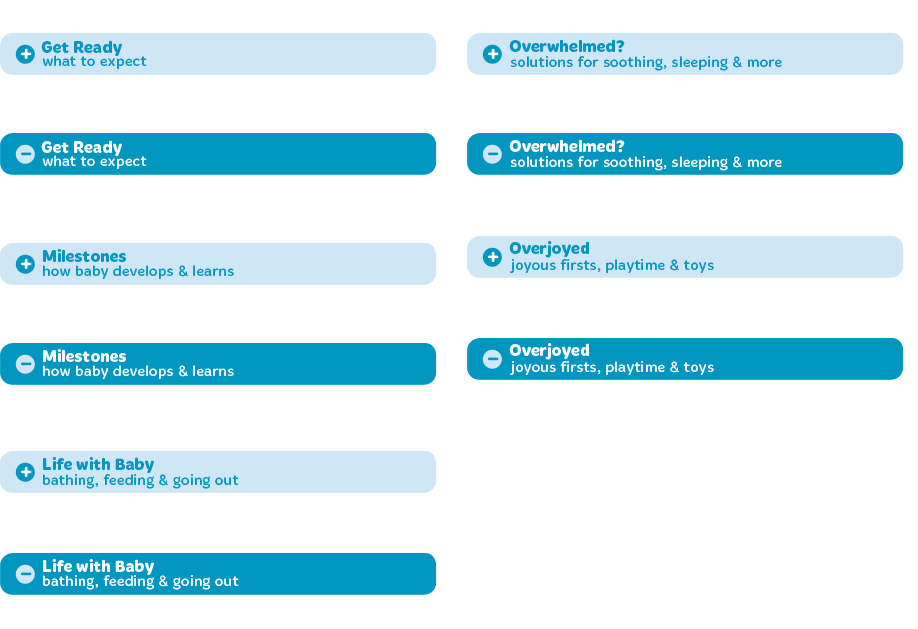 Get Ready
what to expect
Get Ready
what to expect
Milestones
how baby develops & learns
Milestones
how baby develops & learns
Life with Baby
bathing, feeding & going out
Life with Baby
bathing, feeding & going out
Overwhelmed?
solutions for soothing, sleeping & more
Overwhelmed?
solutions for soothing, sleeping & more
Overjoyed
joyous firsts, playtime & toys
Overjoyed
joyous firsts, playtime & toys